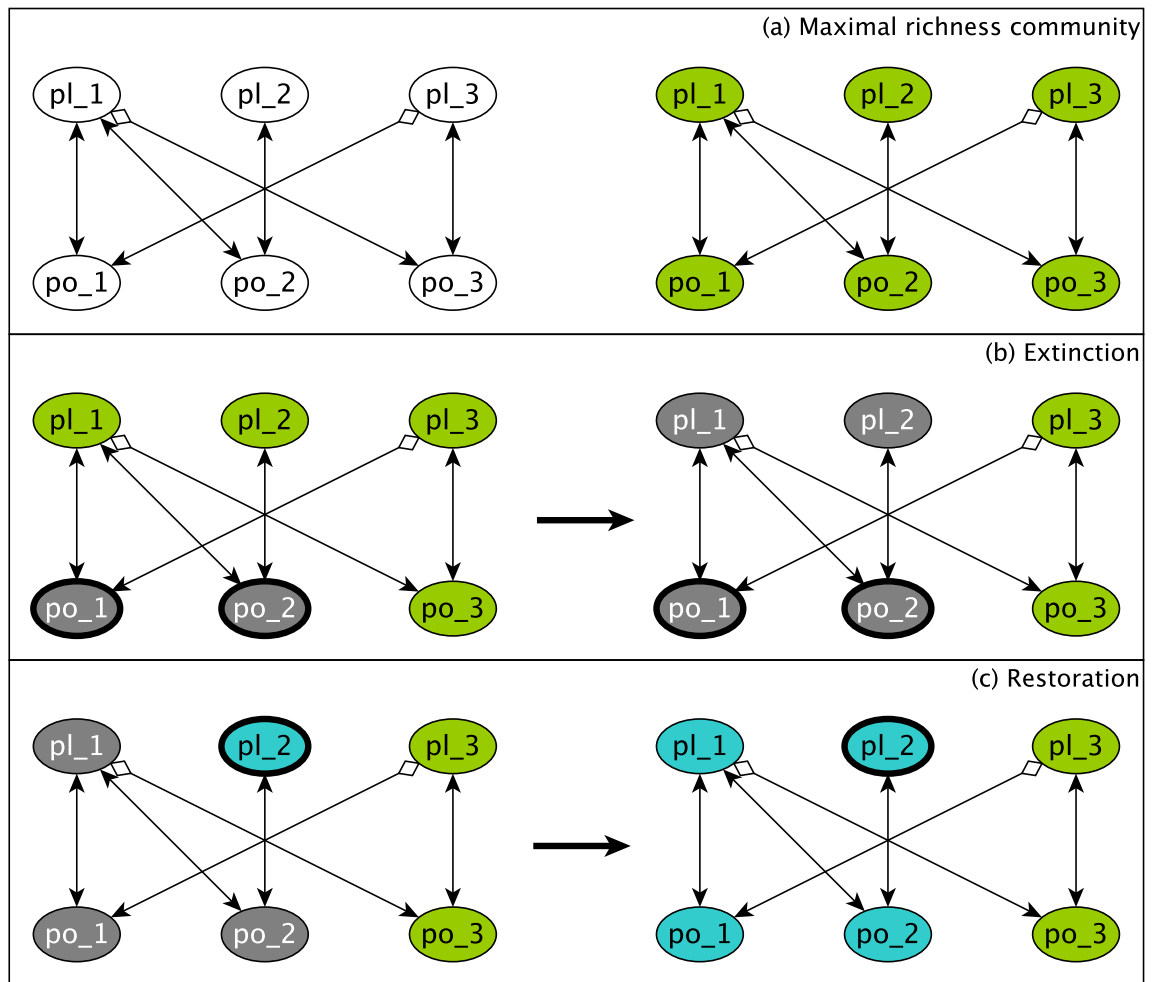 (a) Maximal richness community
pl_1 pl_2 pl_3 pl_1 pl_2 pl_3
po_1 po_2 po_3 po_1 po_2 po_3
(b) Extinction
pl_1 pl_2 pl_3 pl_1 pl_2 pl_3
po_1 po_2 po_3 po_1 po_2 po_3
(c) Restoration
pl_1 pl_2 pl_3 pl_1 pl_2 pl_3
po_1 po_2 po_3 po_1 po_2 po_3